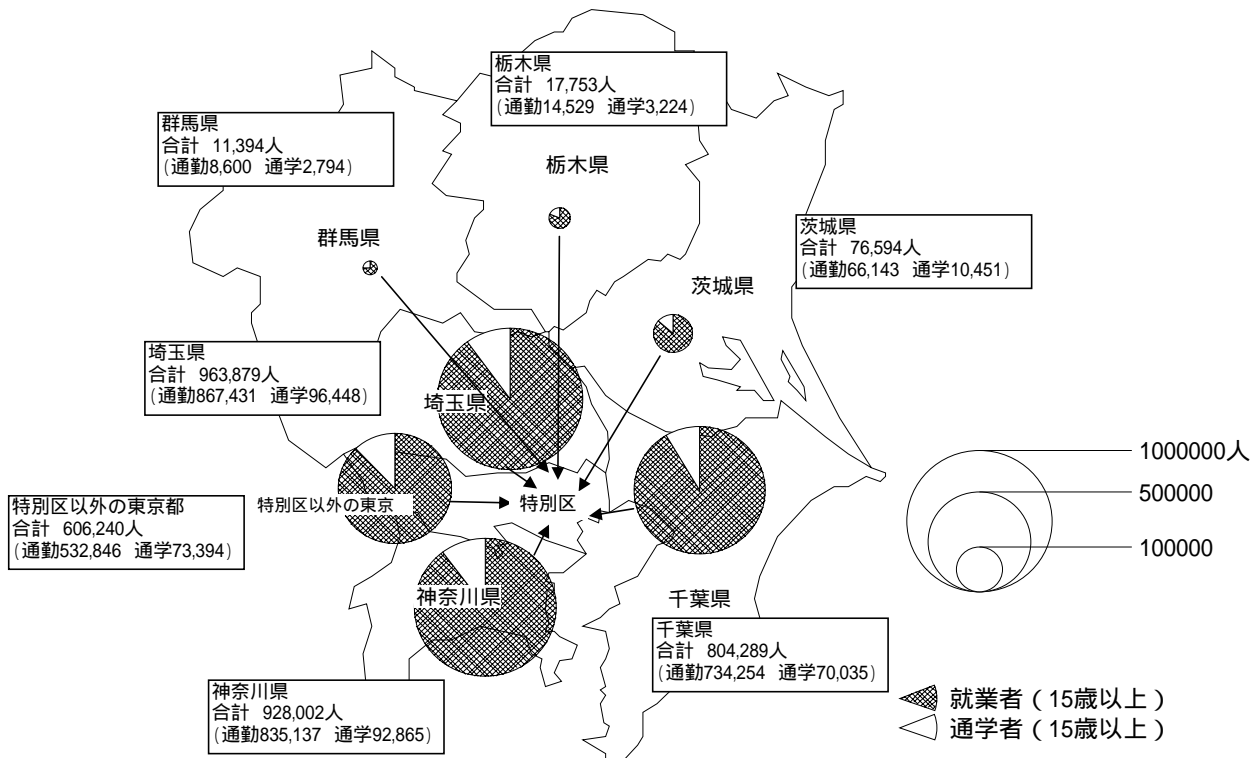 栃木県
合計 17,753人
(通勤14,529 通学3,224)
群馬県
合計 11,394人
(通勤8,600 通学2,794)
栃木県
茨城県
合計 76,594人
(通勤66,143 通学10,451)
群馬県
茨城県
埼玉県
合計 963,879人
(通勤867,431 通学96,448)
埼玉県
特別区以外の東京都
合計 606,240人
(通勤532,846 通学73,394)
特別区以外の東京
特別区
1000000人
500000
100000
神奈川県
千葉県
千葉県
合計 804,289人
(通勤734,254 通学70,035)
神奈川県
合計 928,002人
(通勤835,137 通学92,865)
就業者(15歳以上)
通学者(15歳以上)